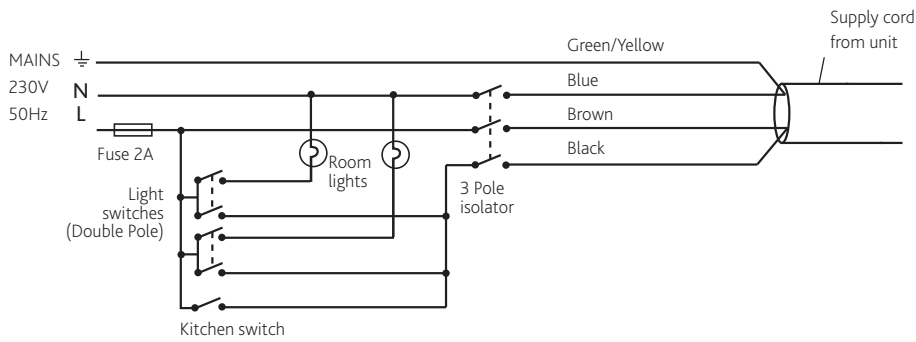 Supply cord
from unit
Green/Yellow
MAINS
230V
N
Blue
50Hz
L
Brown
Fuse 2A
Black
Room
lights
3 Pole
isolator
Light
switches
(Double Pole)
Kitchen switch